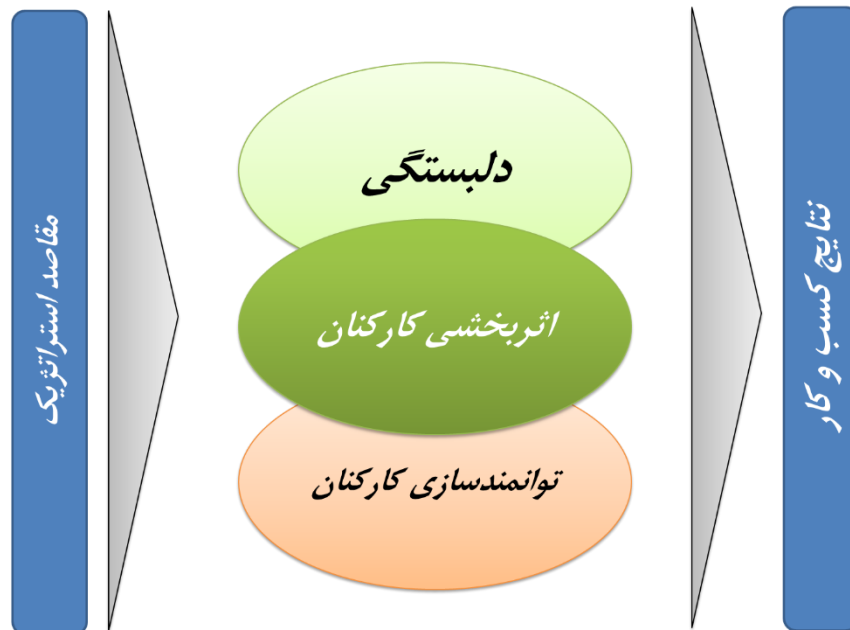 مقاصد استراتژیک
دلبستگی
اثربخشی کارکنان
توانمندسازی کارکنان
نتایج کسب و کار